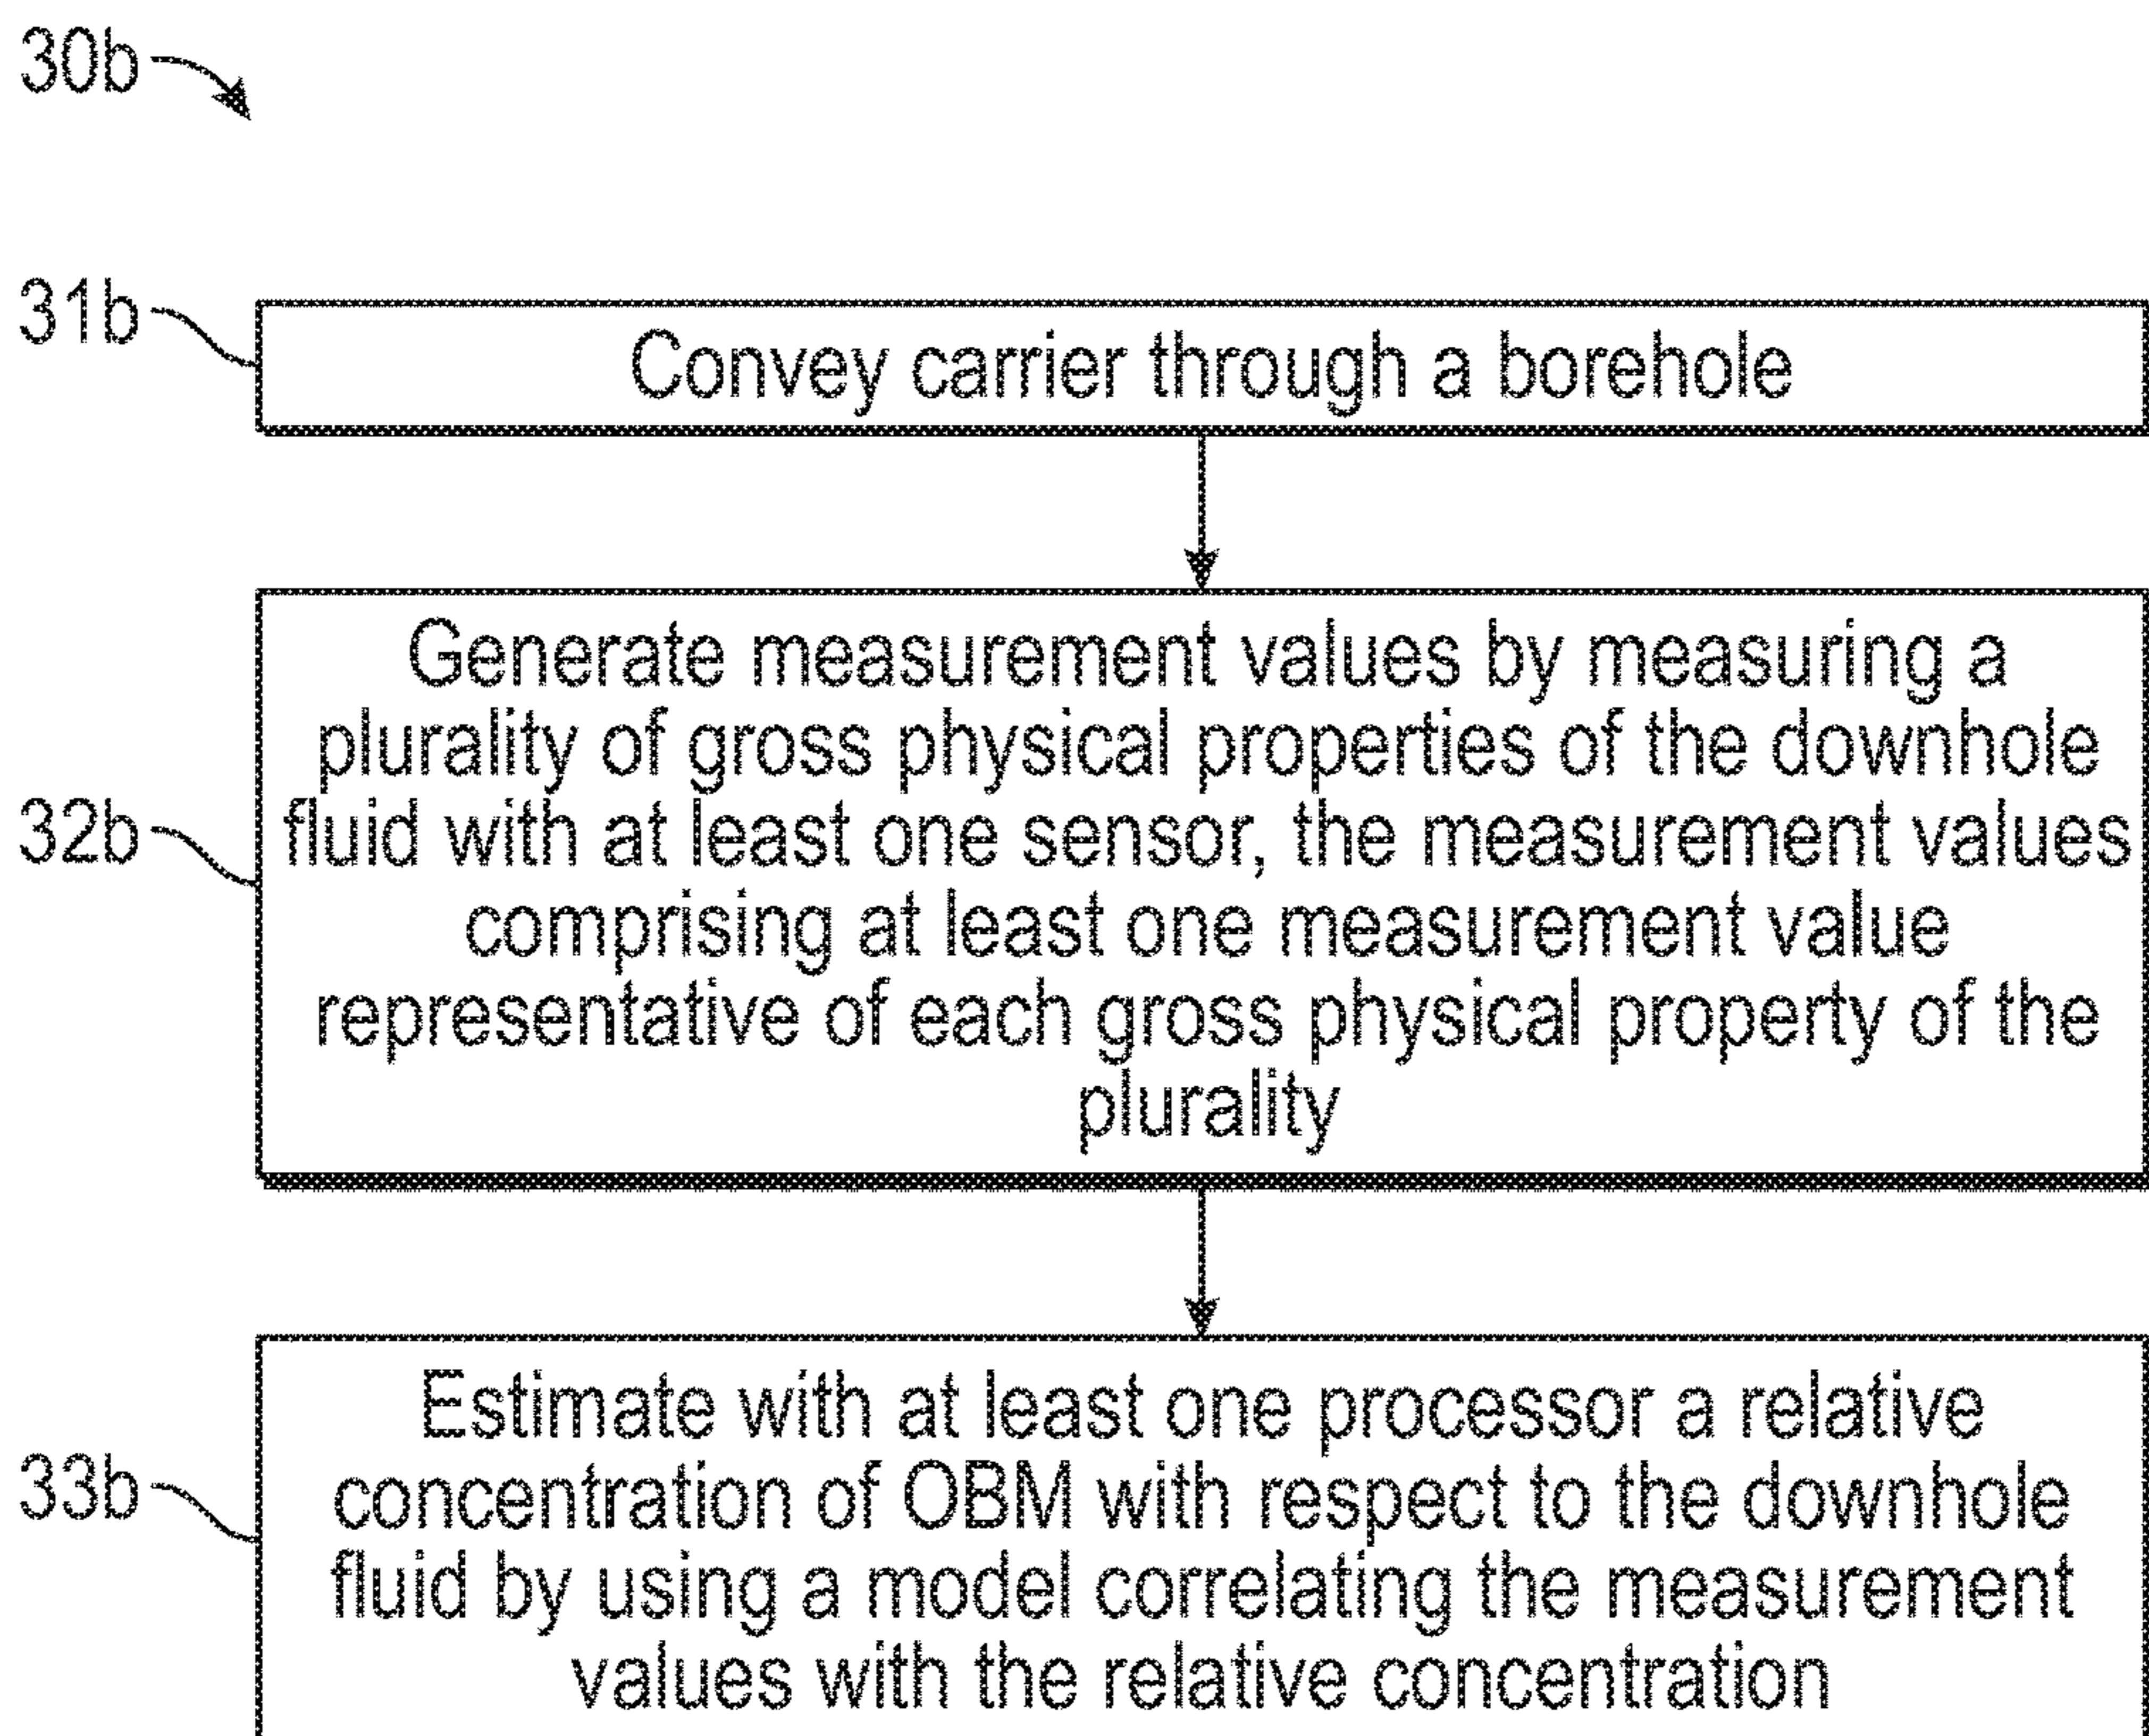 30b
31b
Convey carrier through a borehole
32b
Generate measurement values by measuring a
plurality of gross physical properties of the downhole
fluid with at least one sensor, the measurement values
comprising at least one measurement value
representative of each gross physical property of the
plurality
33b
Estimate with at least one processor a relative
concentration of OBM with respect to the downhole
fluid by using a model correlating the measurement
values with the relative concentration